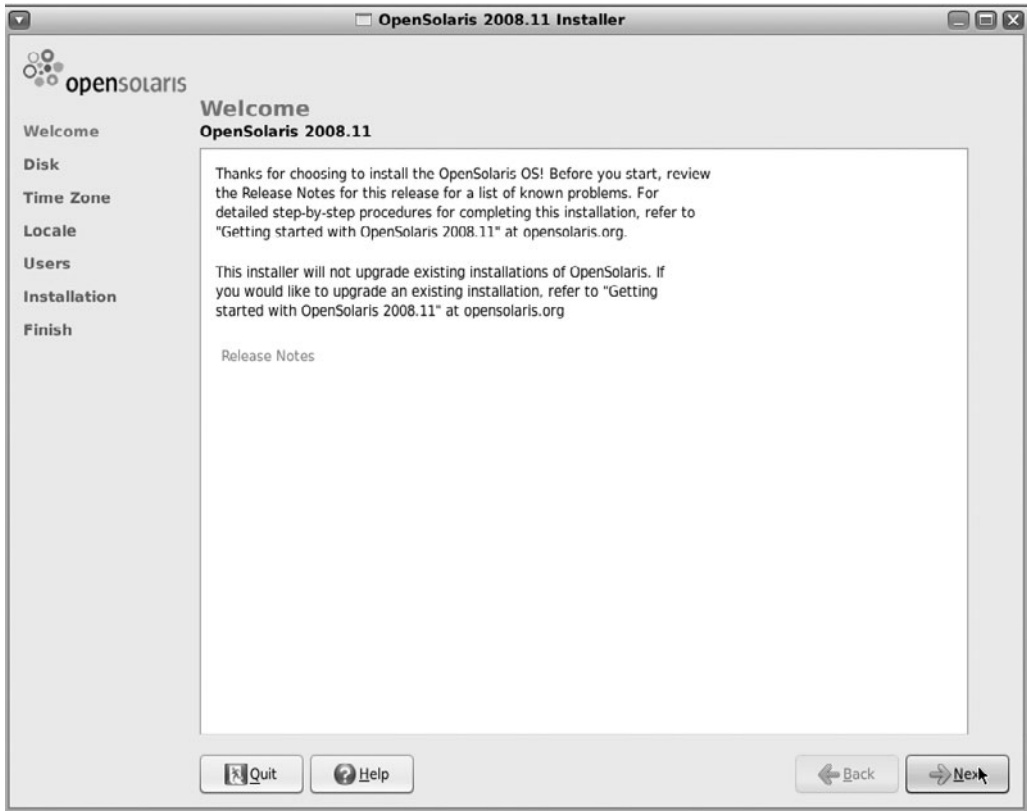 OpenSolaris 2008.11 Installer
opensolaris
Welcome
Disk
Time Zone
Locale
Users
Installation
Finish
Welcome
OpenSolaris 2008.11
Thanks for choosing to install the OpenSolaris OS! Before you start, review
the Release Notes for this release for a list of known problems. For
detailed step-by-step procedures for completing this installation, refer to
"Getting started with OpenSolaris 2008.11" at opensolaris.org.
This installer will not upgrade existing installations of OpenSolaris. If
you would like to upgrade an existing installation, refer to "Getting
started with OpenSolaris 2008.11" at opensolaris.org
Release Notes
Quit
Help
Back
Next